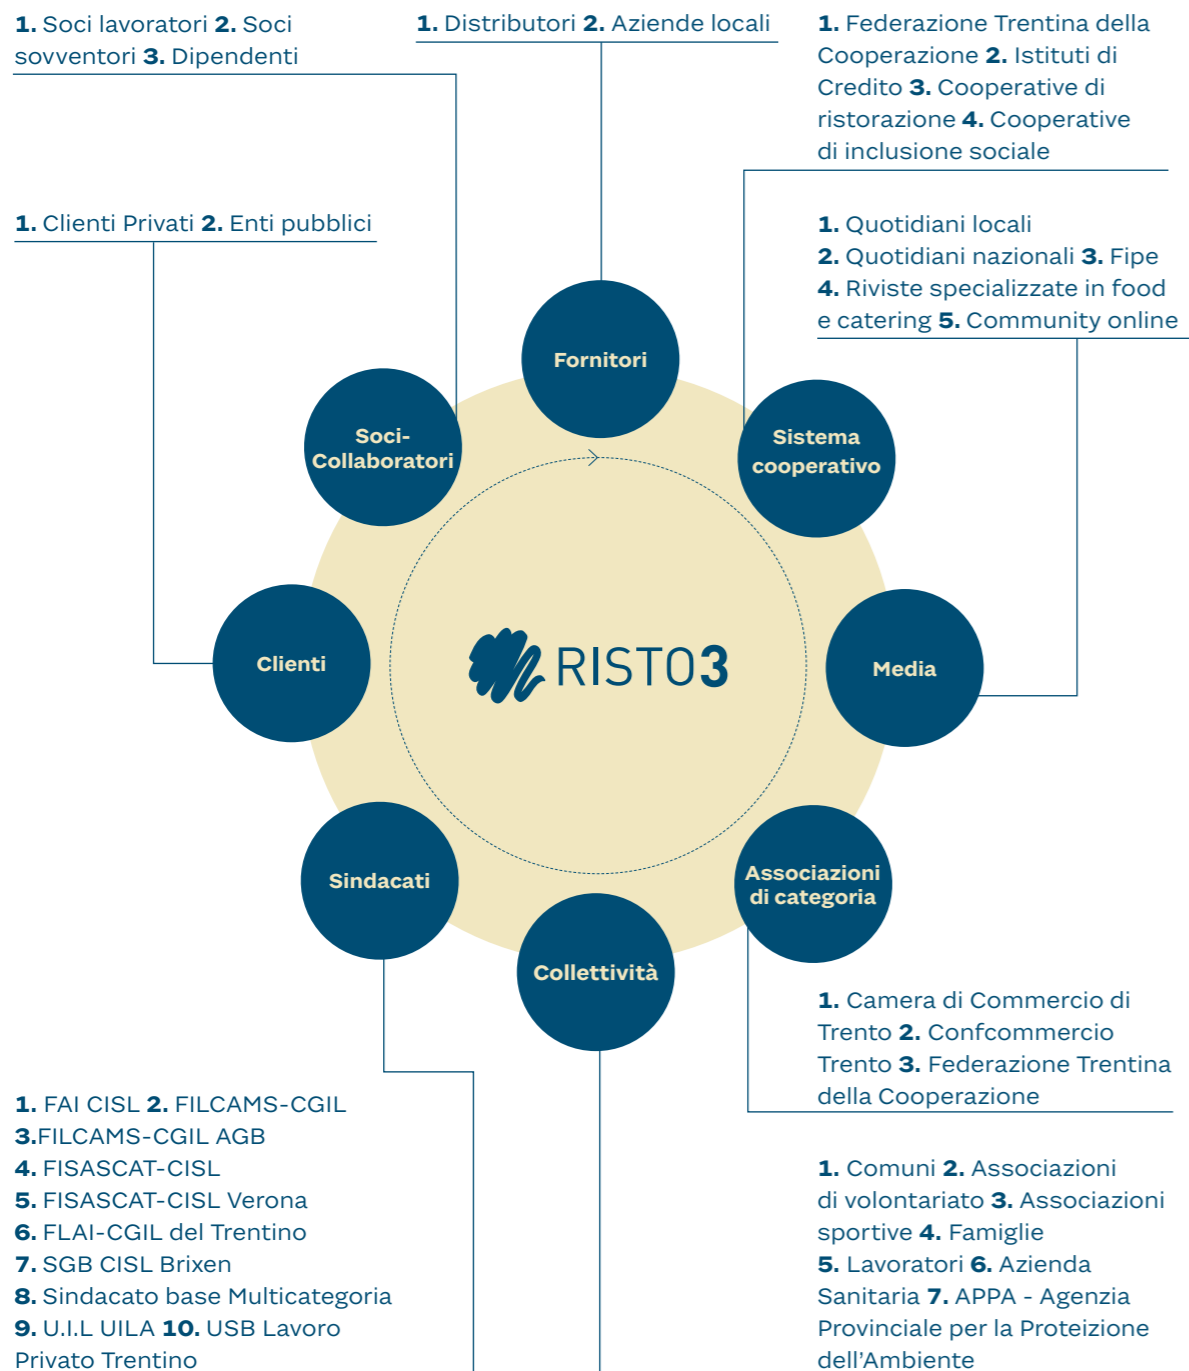 1. Soci lavoratori 2. Soci
sovventori 3. Dipendenti
1. Distributori 2. Aziende locali
1. Federazione Trentina della
Cooperazione 2. Istituti di
Credito 3. Cooperative di
ristorazione 4. Cooperative
di inclusione sociale
1. Clienti Privati 2. Enti pubblici
1. Quotidiani locali
2. Quotidiani nazionali 3. Fipe
4. Riviste specializzate in food
e catering 5. Community online
Fornitori
Soci-
Collaboratori
Sistema
cooperativo
Clienti
RISTO3
Media
Sindacati
Associazioni
di categoria
Collettività
1. Camera di Commercio di
Trento 2. Confcommercio
Trento 3. Federazione Trentina
della Cooperazione
1. FAI CISL 2. FILCAMS-CGIL
3.FILCAMS-CGIL AGB
4. FISASCAT-CISL
5. FISASCAT-CISL Verona
6. FLAI-CGIL del Trentino
7. SGB CISL Brixen
8. Sindacato base Multicategoria
9. U.I.L UILA 10. USB Lavoro
Privato Trentino
1. Comuni 2. Associazioni
di volontariato 3. Associazioni
sportive 4. Famiglie
5. Lavoratori 6. Azienda
Sanitaria 7. APPA - Agenzia
Provinciale per la Proteizione
dell'Ambiente